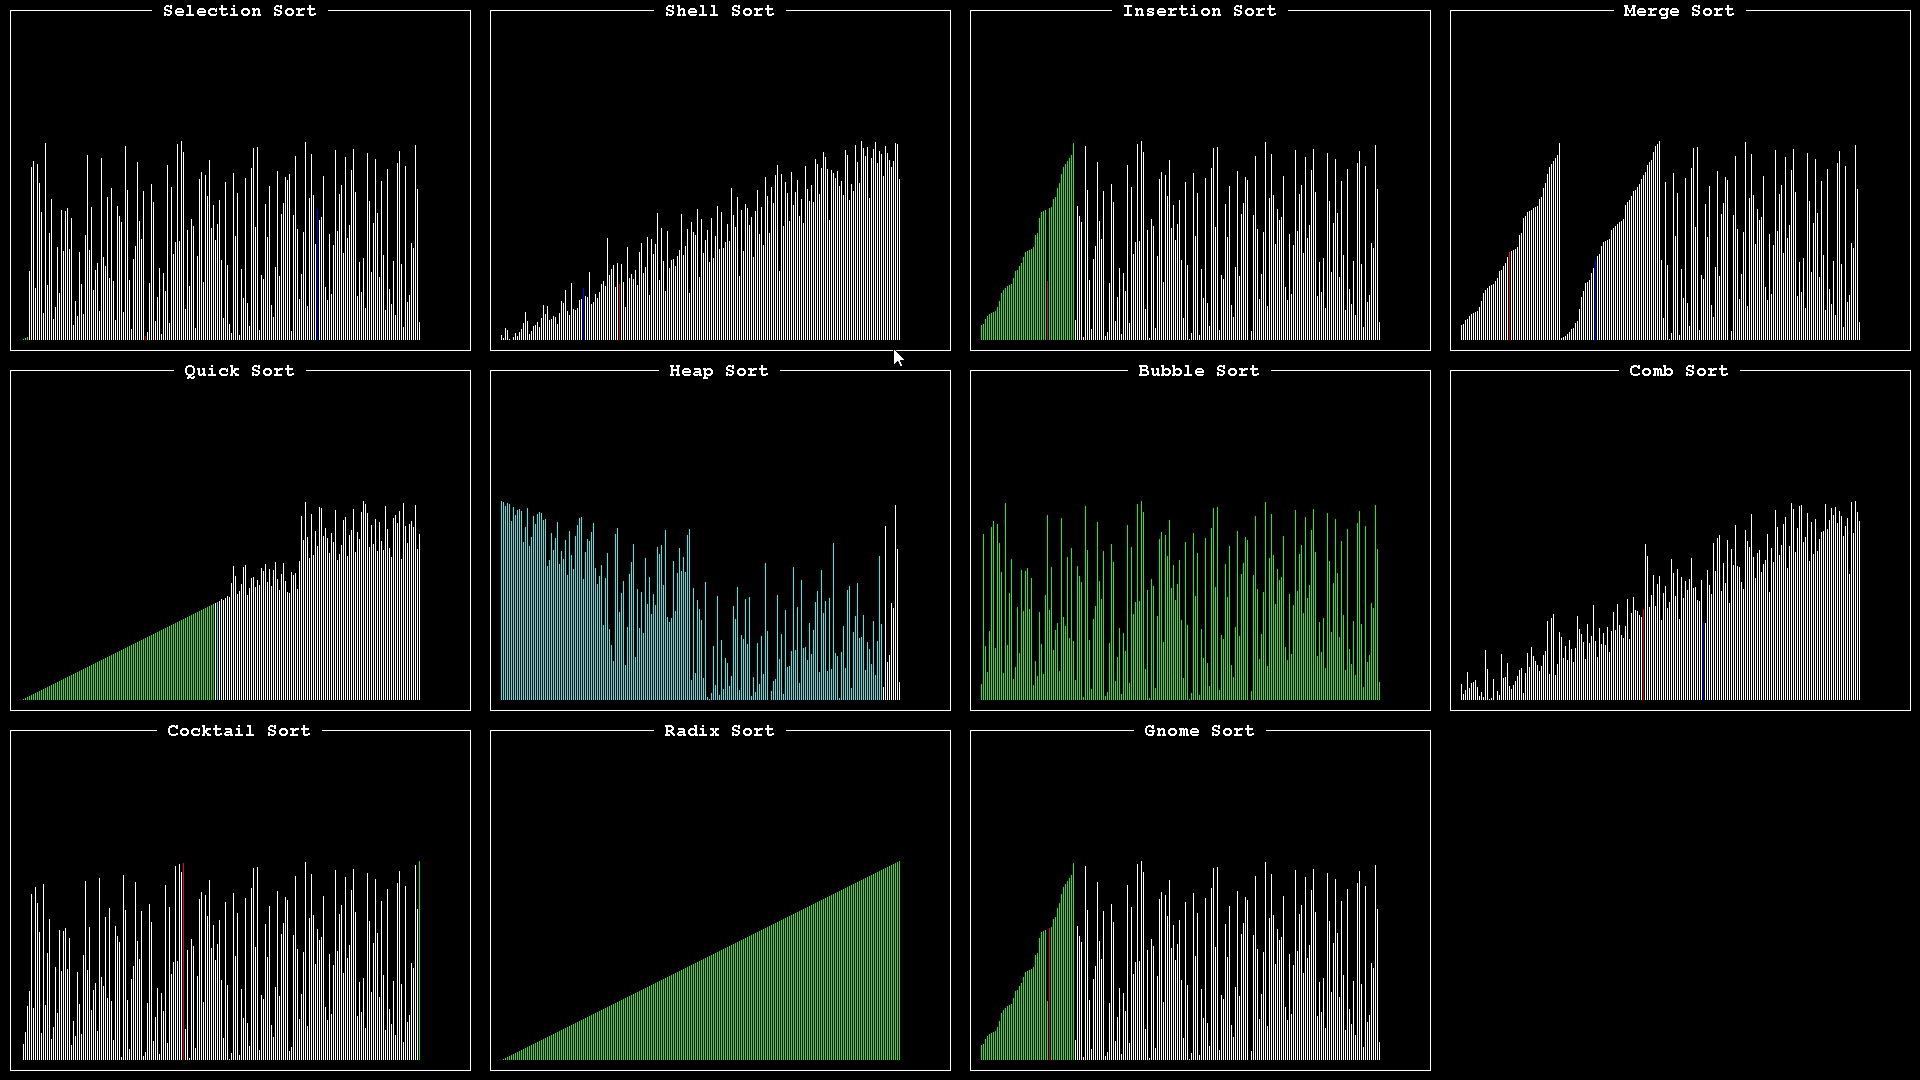 Selection Sort
Shell Sort
Insertion Sort
Merge Sort
Quick Sort
Heap Sort
Bubble Sort
Comb Sort
Cocktail Sort
Radix Sort
Gnome Sort